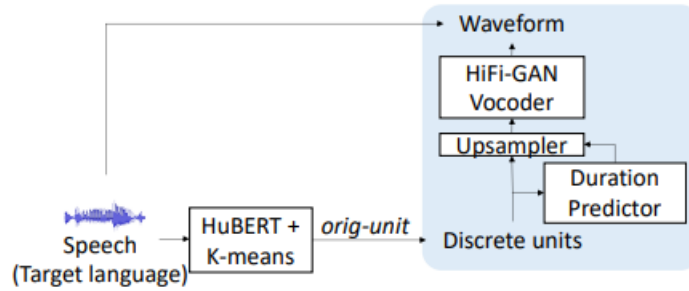 Waveform
HiFi-GAN
Vocoder
Upsampler
Duration
Predictor
Speech
(Target language)
HuBERT +
K-means
orig-unit
Discrete units